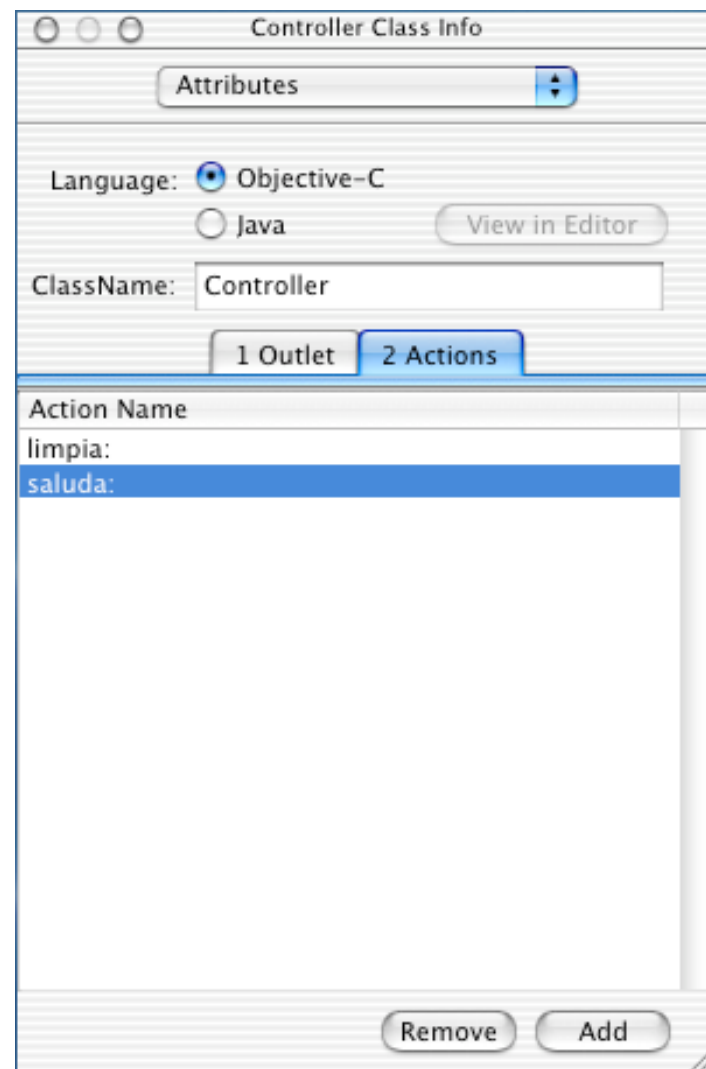 Controller Class Info
Attributes
Language: Objective-C
Java View in Editor
ClassName: Controller
1 Outlet 2 Actions
Action Name
limpia:
saluda:
Remove Add